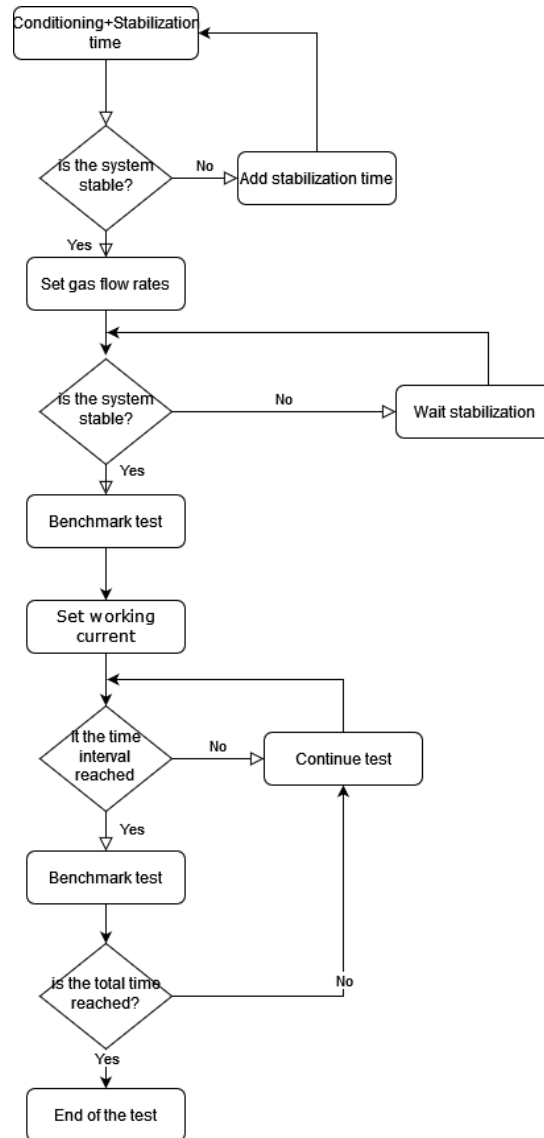 Conditioning+Stabilization
time
is the system
stable?
No
Add stabilization time
Yes
Set gas flow rates
is the system
stable?
No
Wait stabilization
Yes
Benchmark test
Set working
current
It the time
interval
reached
No
Continue test
Yes
Benchmark test
is the total time
reached?
No
Yes
End of the test